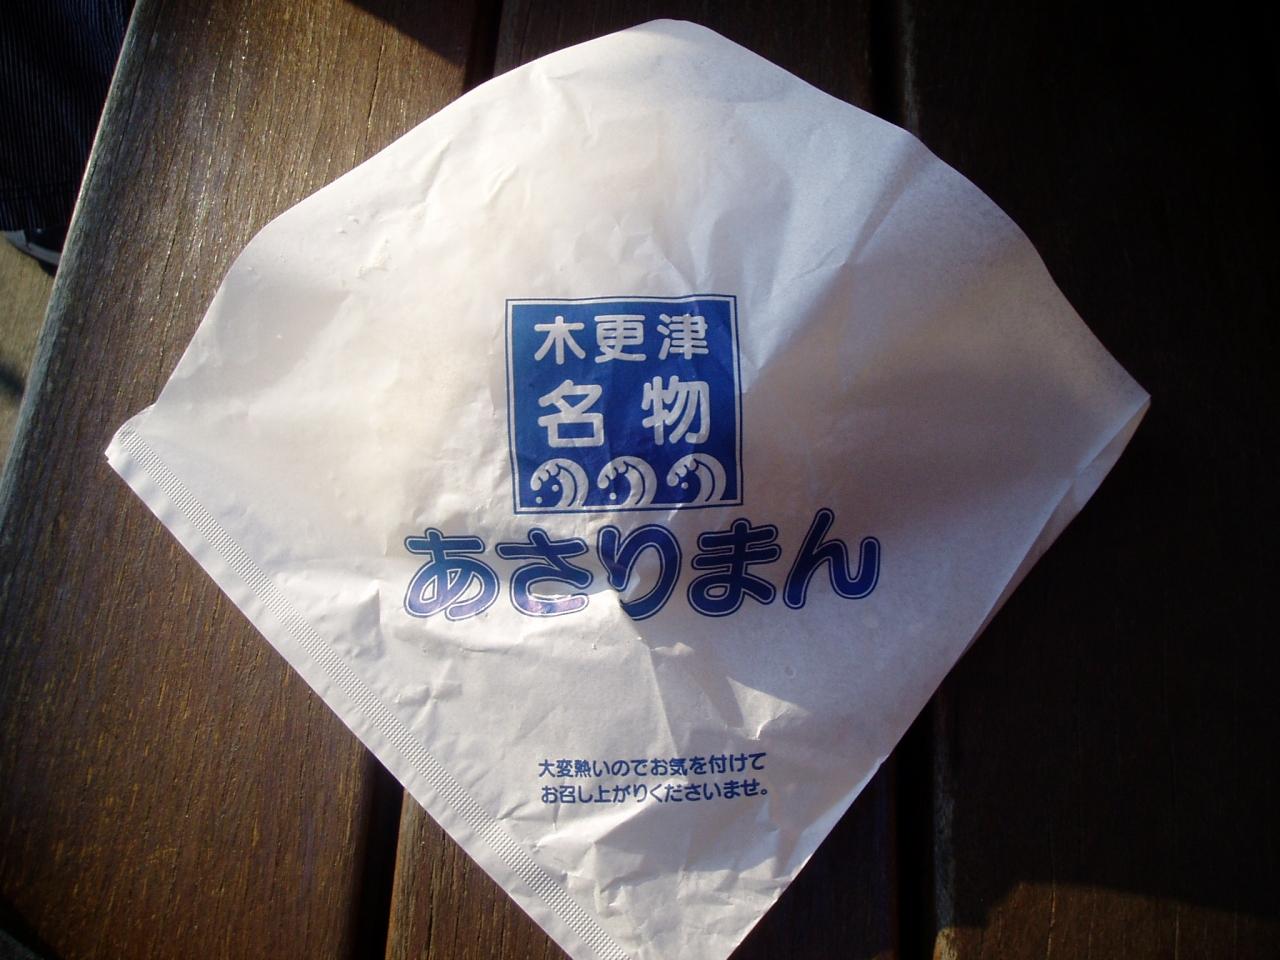 木更津
名物
あさりまん
大変熱いのでお気を付けて
お召し上がりくださいませ。